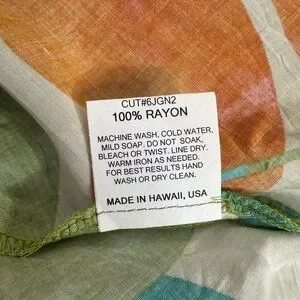 CUT#6JGN2
100% RAYON
MACHINE WASH, COLD WATER,
MILD SOAP. DO NOT SOAK,
BLEACH OR TWIST. LINE DRY.
WARM IRON AS NEEDED.
FOR BEST RESULTS HAND
WASH OR DRY CLEAN.
MADE IN HAWAII, USA